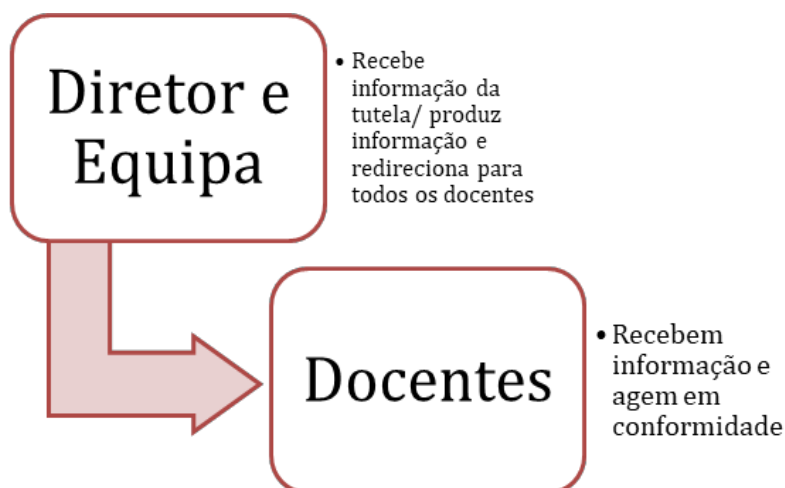 Diretor e
Equipa
• Recebe
informação da
tutela/ produz
informação e
redireciona para
todos os docentes
Docentes
• Recebem
informação e
agem em
conformidade